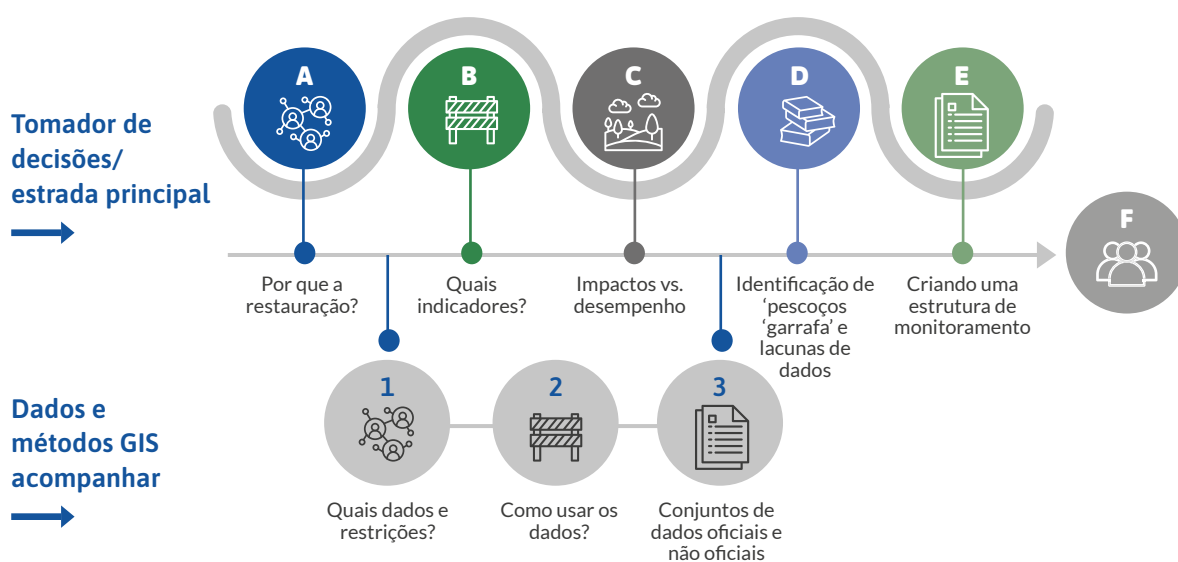 Tomador de
decisões/
estrada principal
A
B
C
D
E
F
Por que a
restauração?
Quais
indicadores?
Impactos vs.
desempenho
Identificação de
‘pescoços
‘garrafa’ e
lacunas de
dados
Criando uma
estrutura de
monitoramento
Dados e
métodos GIS
acompanhar
1
2
3
Quais dados e
restrições?
Como usar os
dados?
Conjuntos de
dados oficiais e
não oficiais